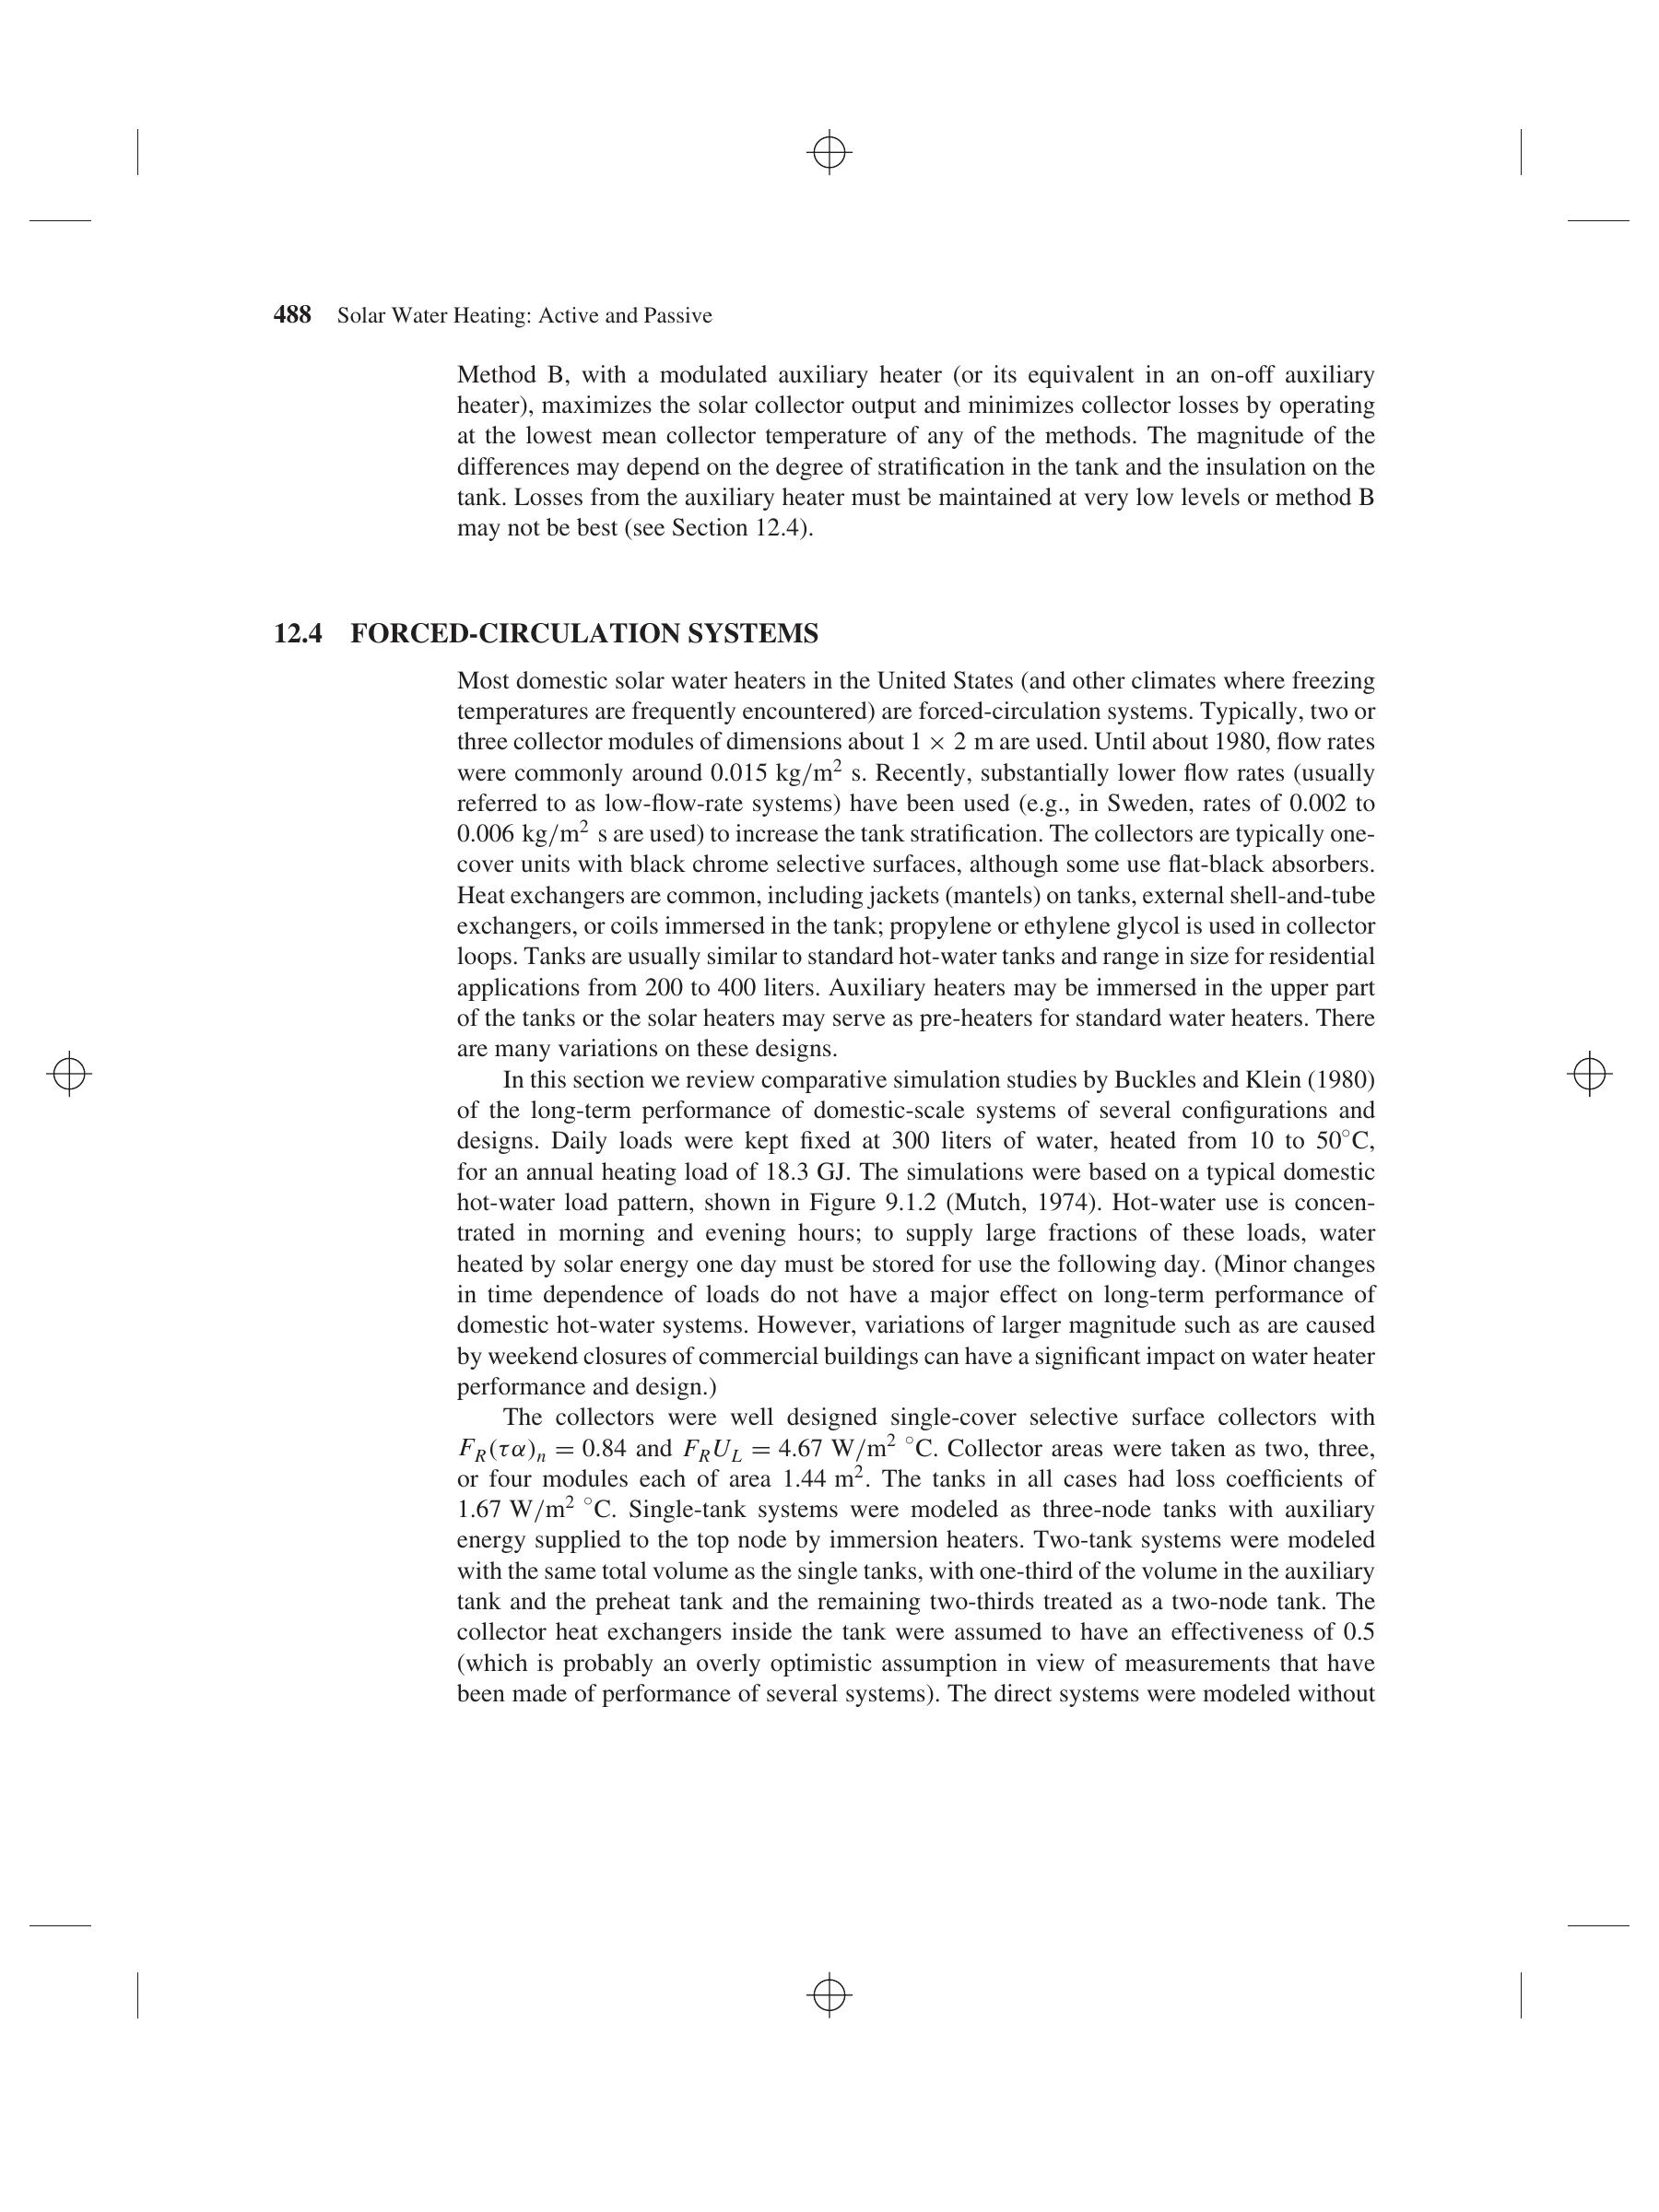 488 Solar Water Heating: Active and Passive
Method B, with a modulated auxiliary heater (or its equivalent in an on-off auxiliary
heater), maximizes the solar collector output and minimizes collector losses by operating
at the lowest mean collector temperature of any of the methods. The magnitude of the
differences may depend on the degree of stratification in the tank and the insulation on the
tank. Losses from the auxiliary heater must be maintained at very low levels or method B
may not be best (see Section 12.4).
12.4 FORCED-CIRCULATION SYSTEMS
Most domestic solar water heaters in the United States (and other climates where freezing
temperatures are frequently encountered) are forced-circulation systems. Typically, two or
three collector modules of dimensions about 1 × 2 m are used. Until about 1980, flow rates
were commonly around 0.015 kg/m² s. Recently, substantially lower flow rates (usually
referred to as low-flow-rate systems) have been used (e.g., in Sweden, rates of 0.002 to
0.006 kg/m² s are used) to increase the tank stratification. The collectors are typically one-
cover units with black chrome selective surfaces, although some use flat-black absorbers.
Heat exchangers are common, including jackets (mantels) on tanks, external shell-and-tube
exchangers, or coils immersed in the tank; propylene or ethylene glycol is used in collector
loops. Tanks are usually similar to standard hot-water tanks and range in size for residential
applications from 200 to 400 liters. Auxiliary heaters may be immersed in the upper part
of the tanks or the solar heaters may serve as pre-heaters for standard water heaters. There
are many variations on these designs.
In this section we review comparative simulation studies by Buckles and Klein (1980)
of the long-term performance of domestic-scale systems of several configurations and
designs. Daily loads were kept fixed at 300 liters of water, heated from 10 to 50°C,
for an annual heating load of 18.3 GJ. The simulations were based on a typical domestic
hot-water load pattern, shown in Figure 9.1.2 (Mutch, 1974). Hot-water use is concen-
trated in morning and evening hours; to supply large fractions of these loads, water
heated by solar energy one day must be stored for use the following day. (Minor changes
in time dependence of loads do not have a major effect on long-term performance of
domestic hot-water systems. However, variations of larger magnitude such as are caused
by weekend closures of commercial buildings can have a significant impact on water heater
performance and design.)
The collectors were well designed single-cover selective surface collectors with
F_R(τα)_n = 0.84 and F_R U_L = 4.67 W/m² °C. Collector areas were taken as two, three,
or four modules each of area 1.44 m². The tanks in all cases had loss coefficients of
1.67 W/m² °C. Single-tank systems were modeled as three-node tanks with auxiliary
energy supplied to the top node by immersion heaters. Two-tank systems were modeled
with the same total volume as the single tanks, with one-third of the volume in the auxiliary
tank and the preheat tank and the remaining two-thirds treated as a two-node tank. The
collector heat exchangers inside the tank were assumed to have an effectiveness of 0.5
(which is probably an overly optimistic assumption in view of measurements that have
been made of performance of several systems). The direct systems were modeled without